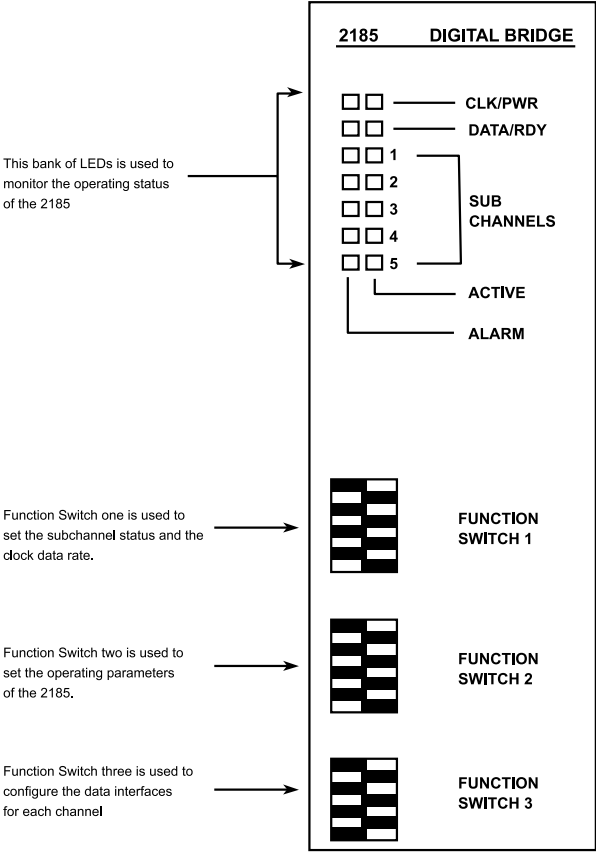 2185 DIGITAL BRIDGE
CLK/PWR
DATA/RDY
1
2
3
4
5
SUB
CHANNELS
ACTIVE
ALARM
This bank of LEDs is used to
monitor the operating status
of the 2185
Function Switch one is used to
set the subchannel status and the
clock data rate.
FUNCTION
SWITCH 1
Function Switch two is used to
set the operating parameters
of the 2185.
FUNCTION
SWITCH 2
Function Switch three is used to
configure the data interfaces
for each channel
FUNCTION
SWITCH 3